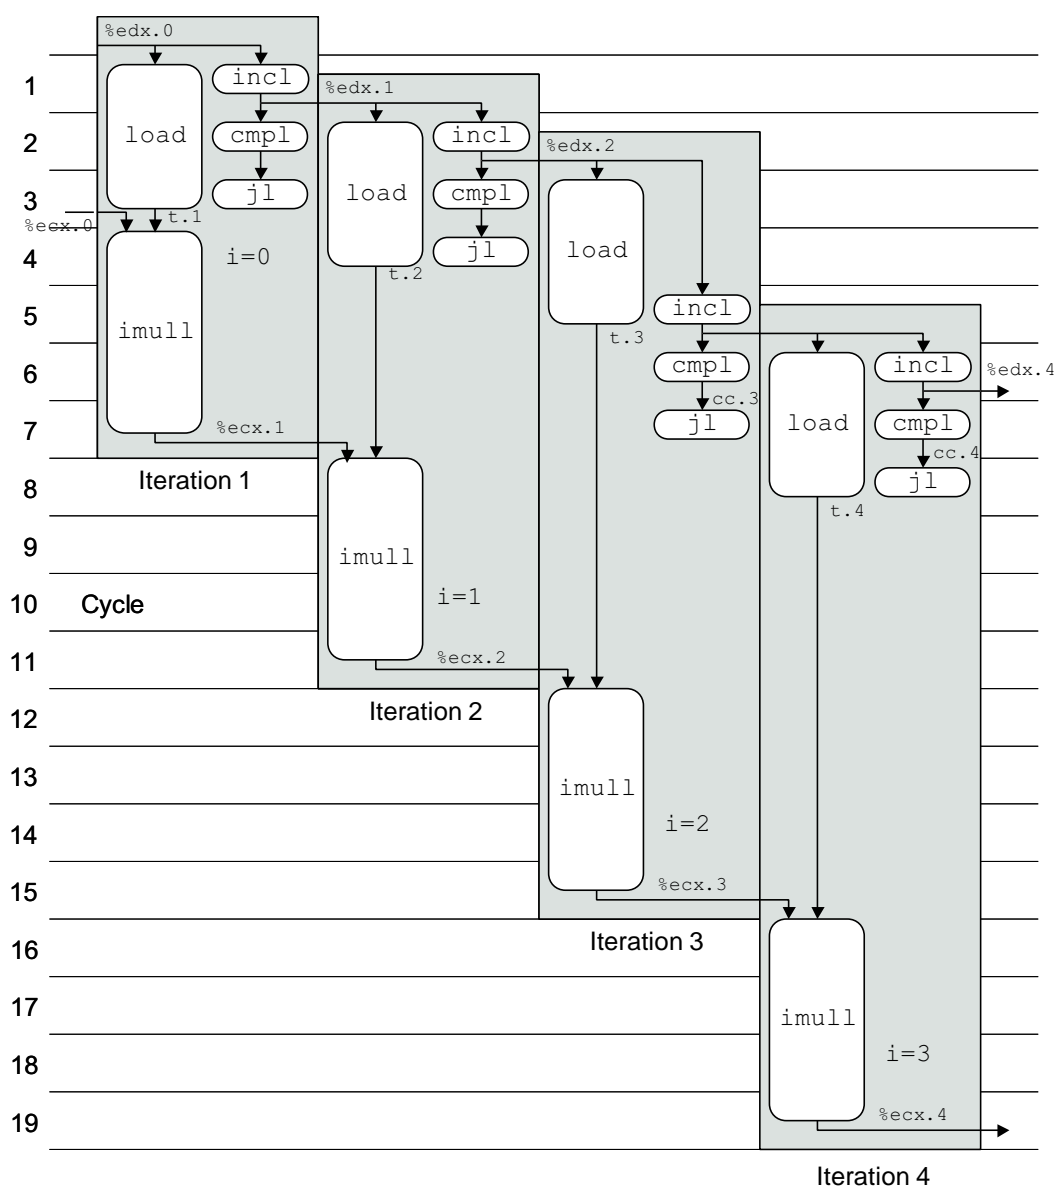 %edx.0
1
incl
%edx.1
load
cmpl
2
incl
%edx.2
load
jl
cmpl
3
t.1
%ecx.0
load
jl
4
i=0
t.2
5
incl
imull
t.3
6
cmpl
incl
%edx.4
cc.3
7
jl
load
cmpl
%ecx.1
cc.4
Iteration 1
8
jl
t.4
9
imull
10
Cycle
i=1
11
%ecx.2
Iteration 2
12
13
imull
14
i=2
15
%ecx.3
Iteration 3
16
17
imull
18
i=3
19
%ecx.4
Iteration 4